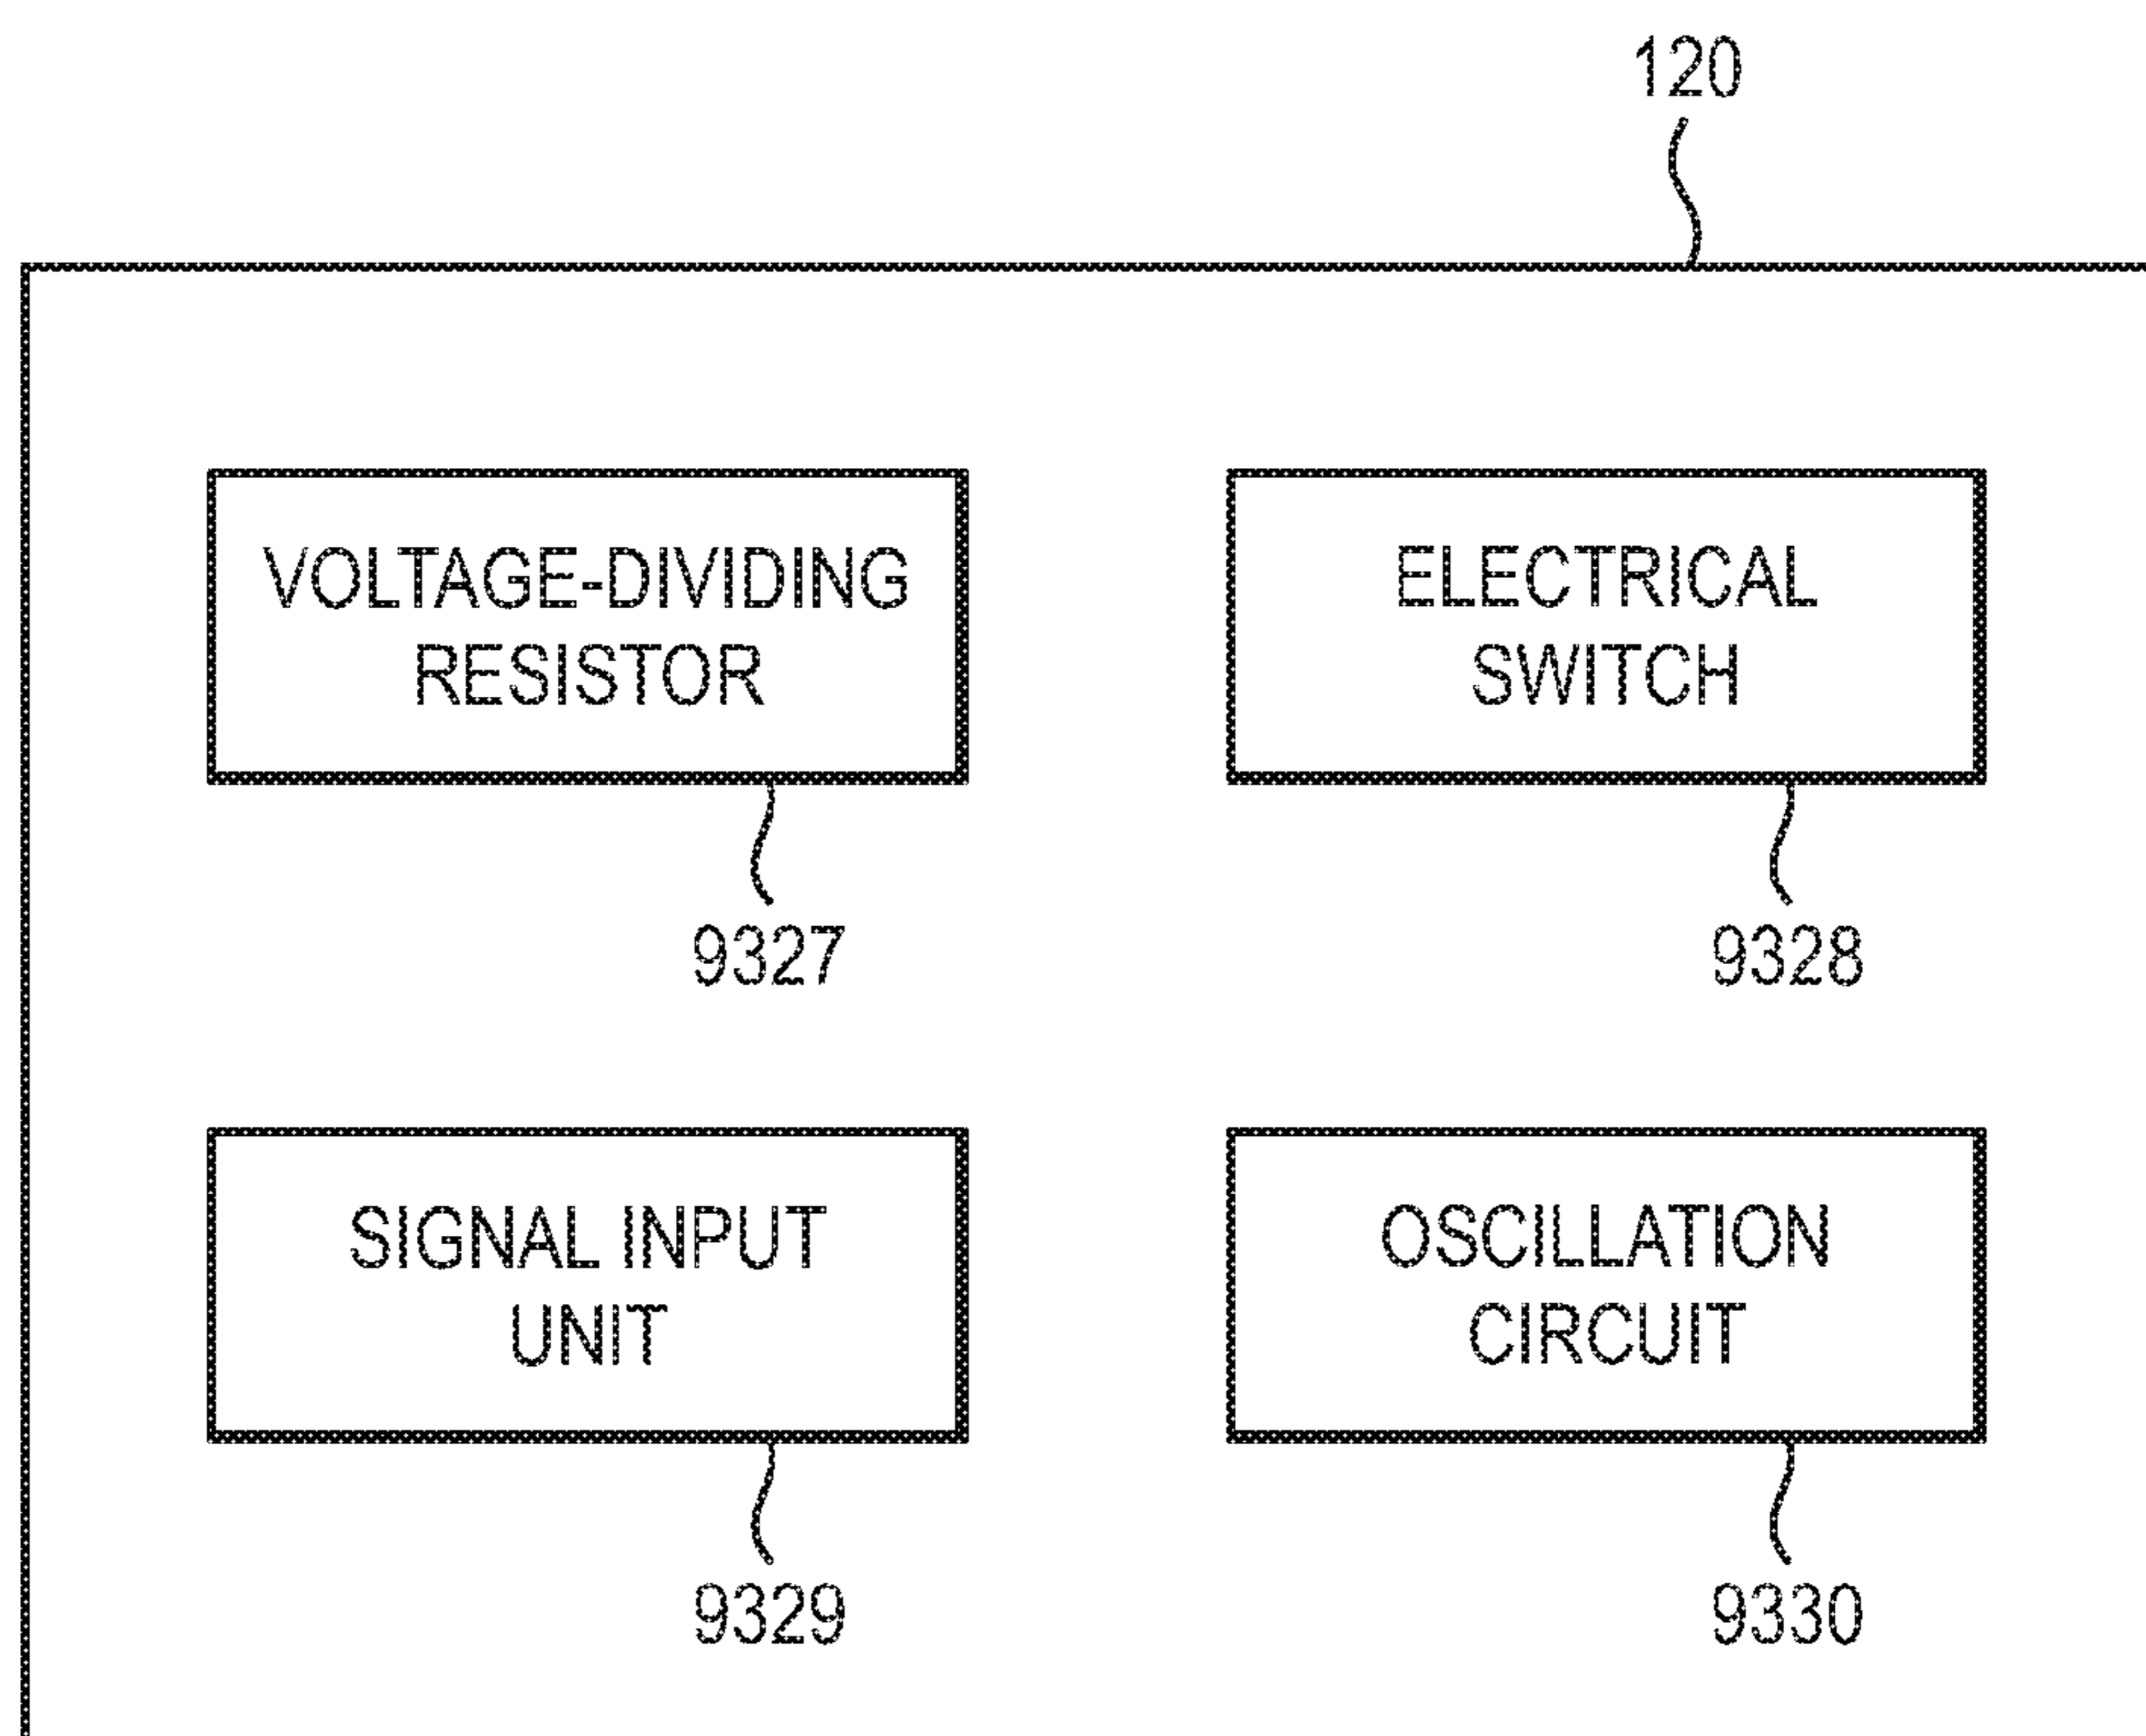 120
VOLTAGE-DIVIDING
RESISTOR
9327
ELECTRICAL
SWITCH
9328
SIGNAL INPUT
UNIT
9329
OSCILLATION
CIRCUIT
9330